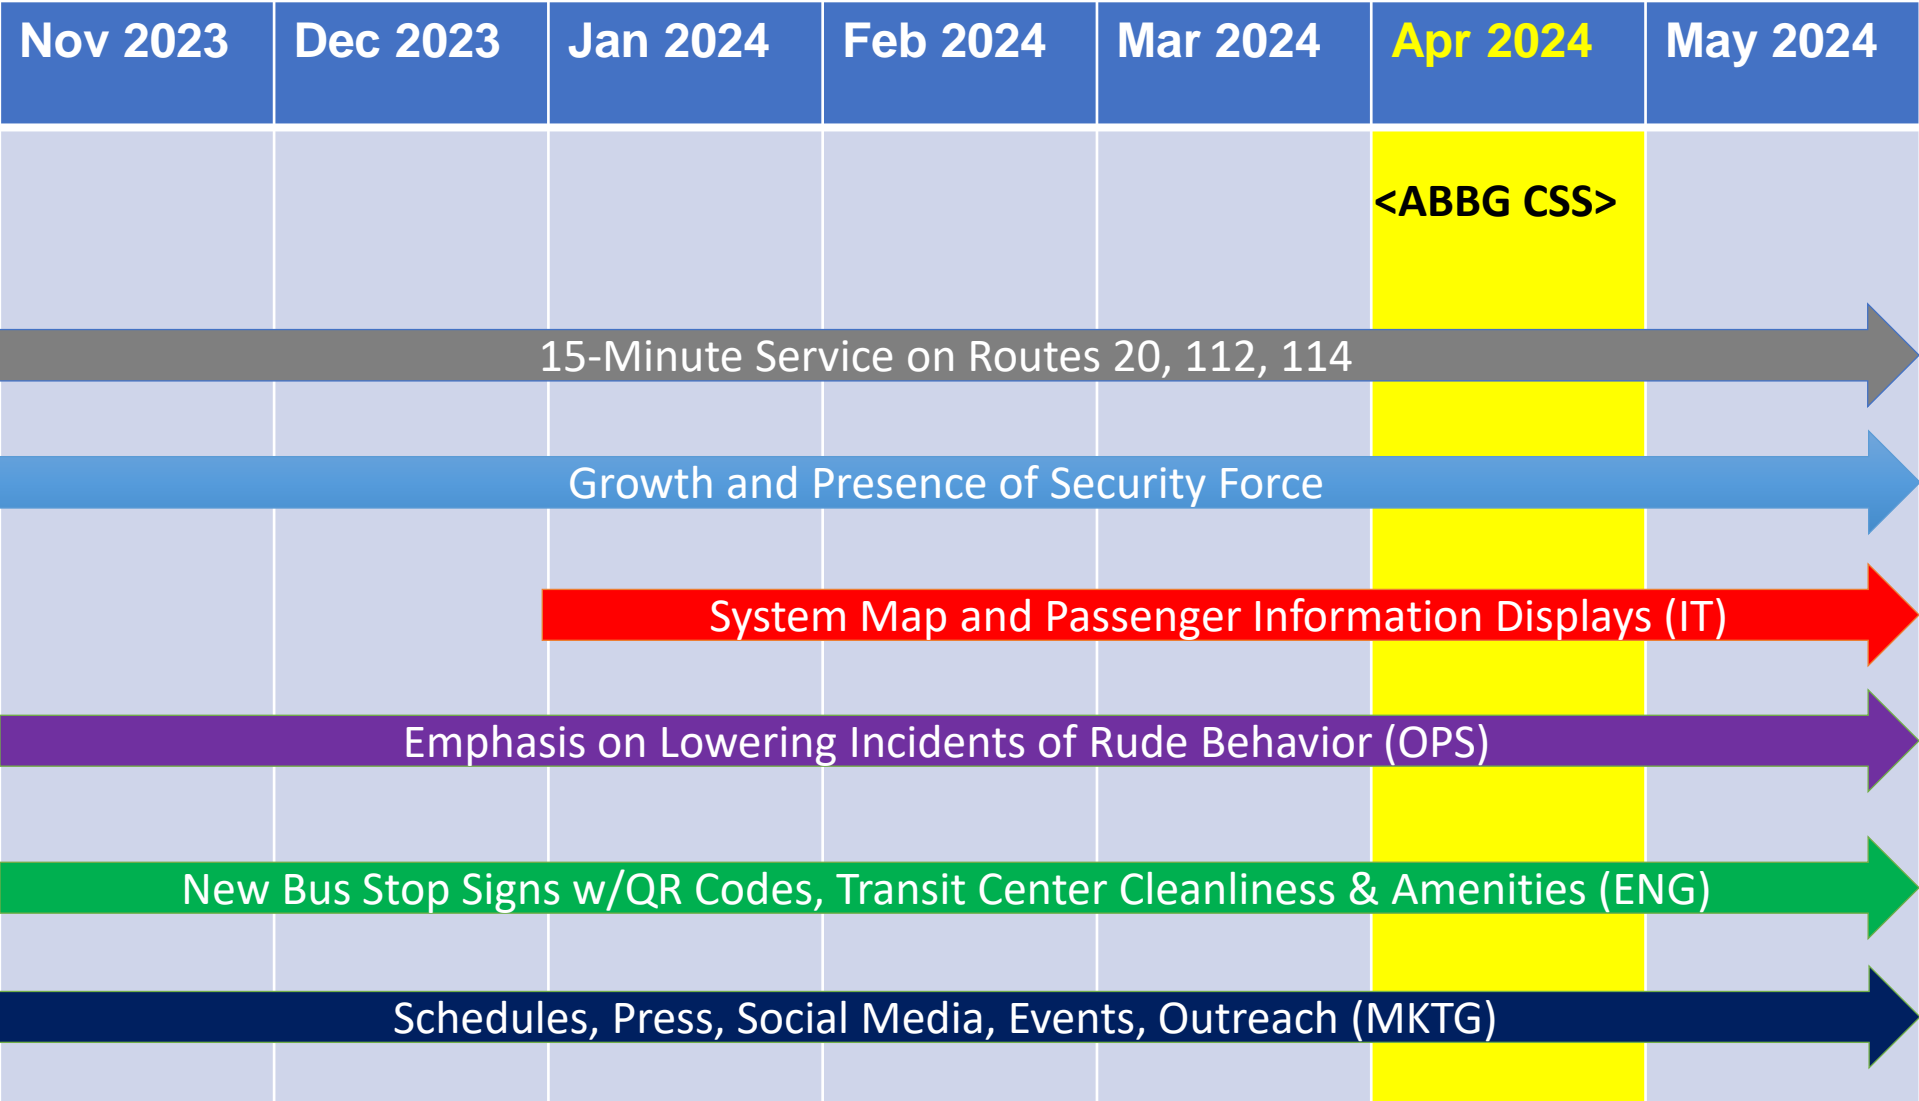 Nov 2023 Dec 2023 Jan 2024 Feb 2024 Mar 2024 Apr 2024 May 2024
<ABBG CSS>
15-Minute Service on Routes 20, 112, 114
Growth and Presence of Security Force
System Map and Passenger Information Displays (IT)
Emphasis on Lowering Incidents of Rude Behavior (OPS)
New Bus Stop Signs w/QR Codes, Transit Center Cleanliness & Amenities (ENG)
Schedules, Press, Social Media, Events, Outreach (MKTG)